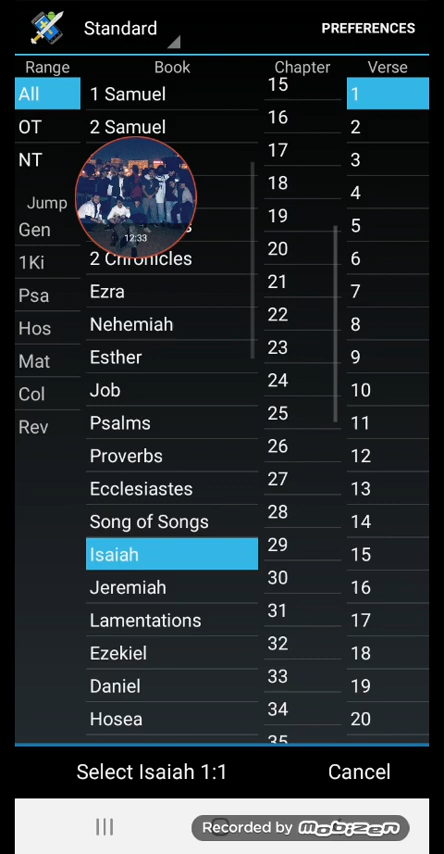 Standard
PREFERENCES
Range
Book
Chapter
Verse
All
OT
NT
Jump
Gen
1Ki
Psa
Hos
Mat
Col
Rev
1 Samuel
2 Samuel
12:33
2 Chronicles
Ezra
Nehemiah
Esther
Job
Psalms
Proverbs
Ecclesiastes
Song of Songs
Isaiah
Jeremiah
Lamentations
Ezekiel
Daniel
Hosea
15
16
17
18
19
20
21
22
23
24
25
26
27
28
29
30
31
32
33
34
35
1
2
3
4
5
6
7
8
9
10
11
12
13
14
15
16
17
18
19
20
Select Isaiah 1:1
Cancel
Recorded by mobizen